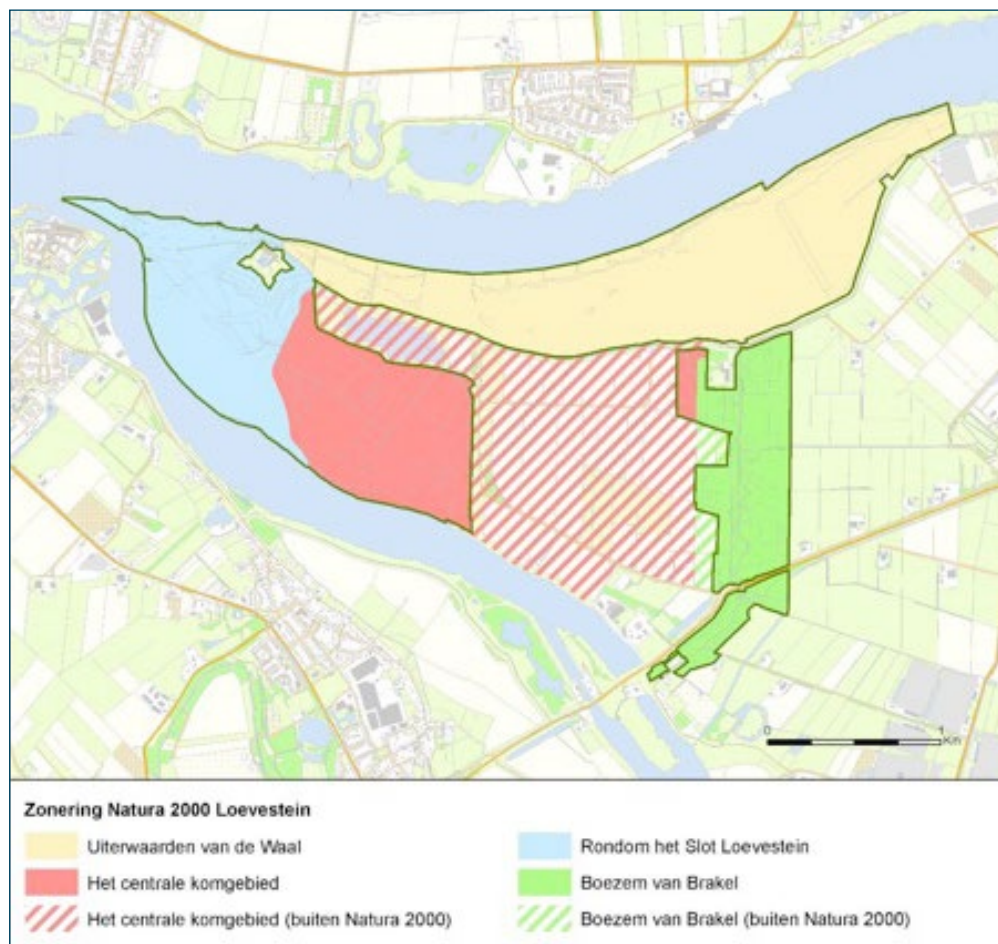 0 1
Km
Zonering Natura 2000 Loevestein
Uiterwaarden van de Waal
Het centrale komgebied
Het centrale komgebied (buiten Natura 2000)
Rondom het Slot Loevestein
Boezem van Brakel
Boezem van Brakel (buiten Natura 2000)